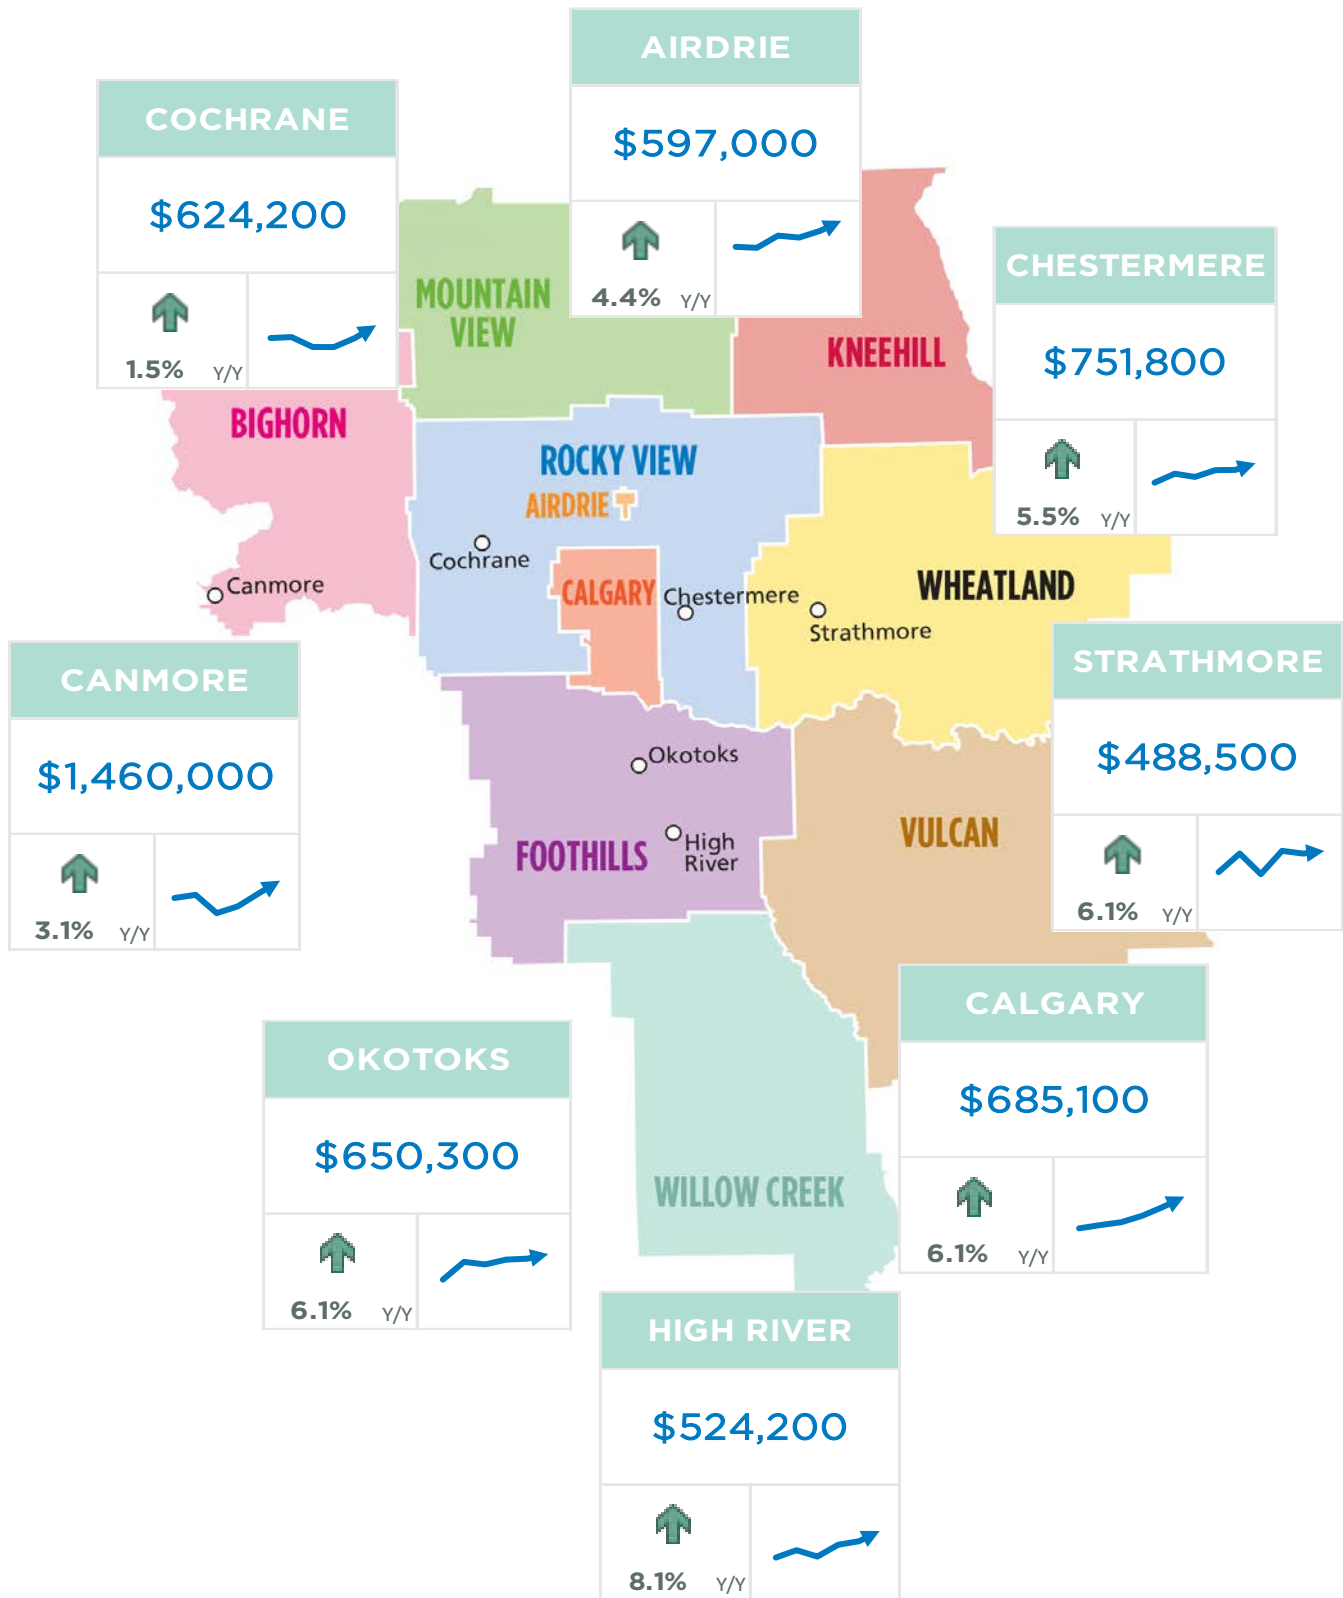 AIRDRIE
$597,000
4.4% Y/Y
COCHRANE
$624,200
1.5% Y/Y
CHESTERMERE
$751,800
5.5% Y/Y
MOUNTAIN
VIEW
KNEEHILL
BIGHORN
ROCKY VIEW
AIRDRIE
Cochrane
Canmore
CALGARY
Chestermere
WHEATLAND
Strathmore
CANMORE
$1,460,000
3.1% Y/Y
STRATHMORE
$488,500
6.1% Y/Y
Okotoks
High
River
FOOTHILLS
VULCAN
CALGARY
$685,100
6.1% Y/Y
OKOTOKS
$650,300
6.1% Y/Y
WILLOW CREEK
HIGH RIVER
$524,200
8.1% Y/Y